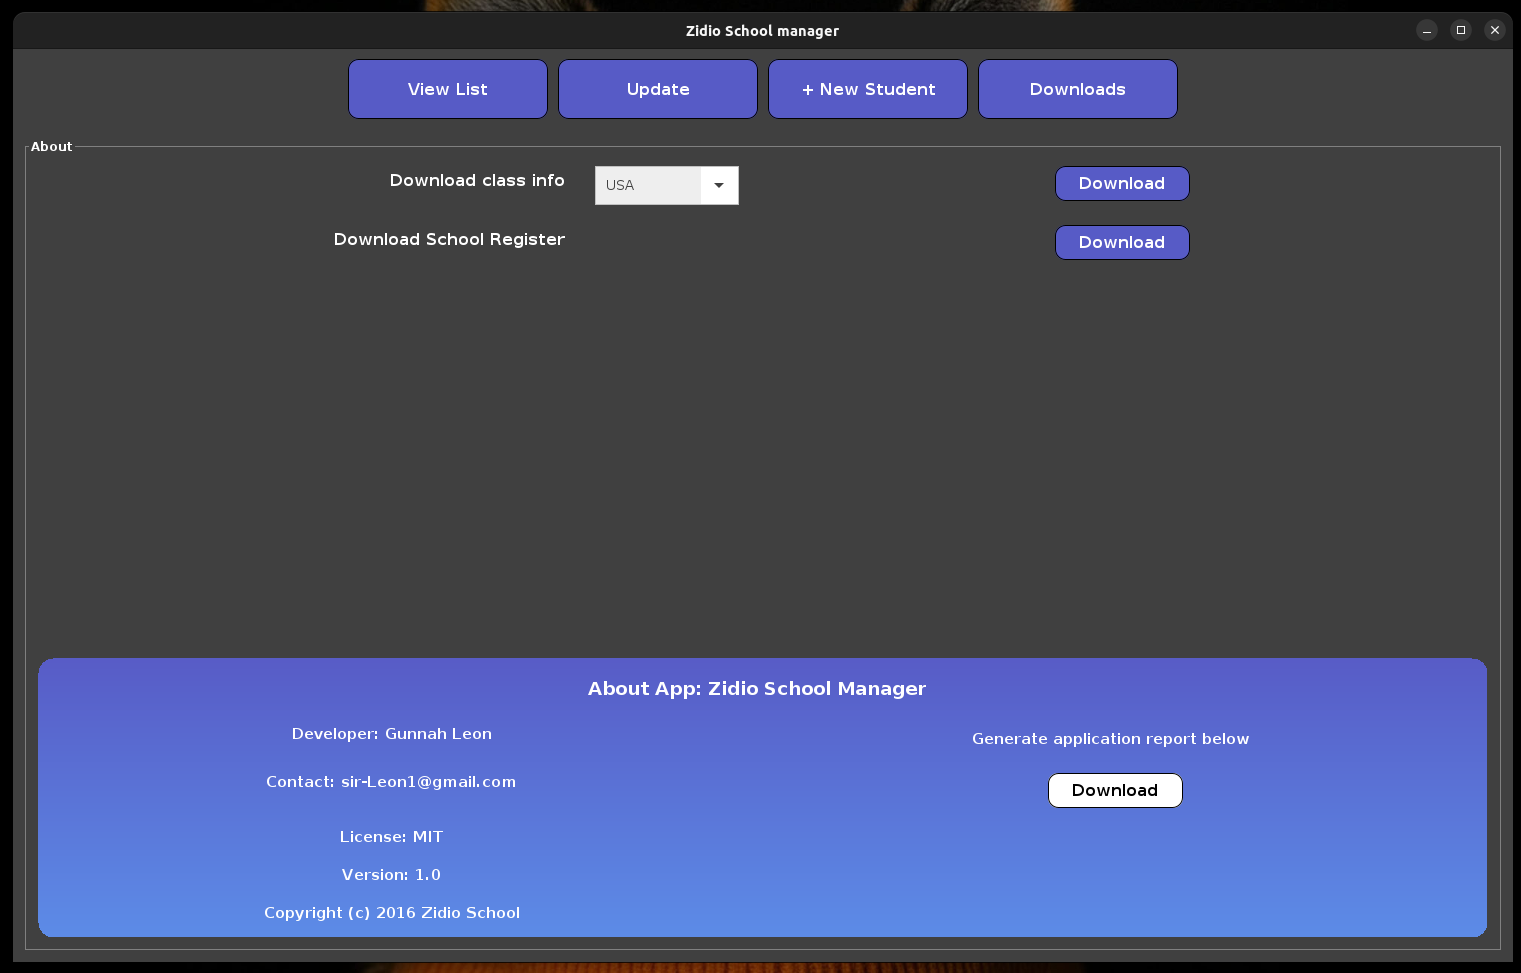 Zidio School manager
View List
Update
+ New Student
Downloads
About
Download class info
USA
Download
Download School Register
Download
About App: Zidio School Manager
Developer: Gunnah Leon
Contact: sir-Leon1@gmail.com
License: MIT
Version: 1.0
Copyright (c) 2016 Zidio School
Generate application report below
Download